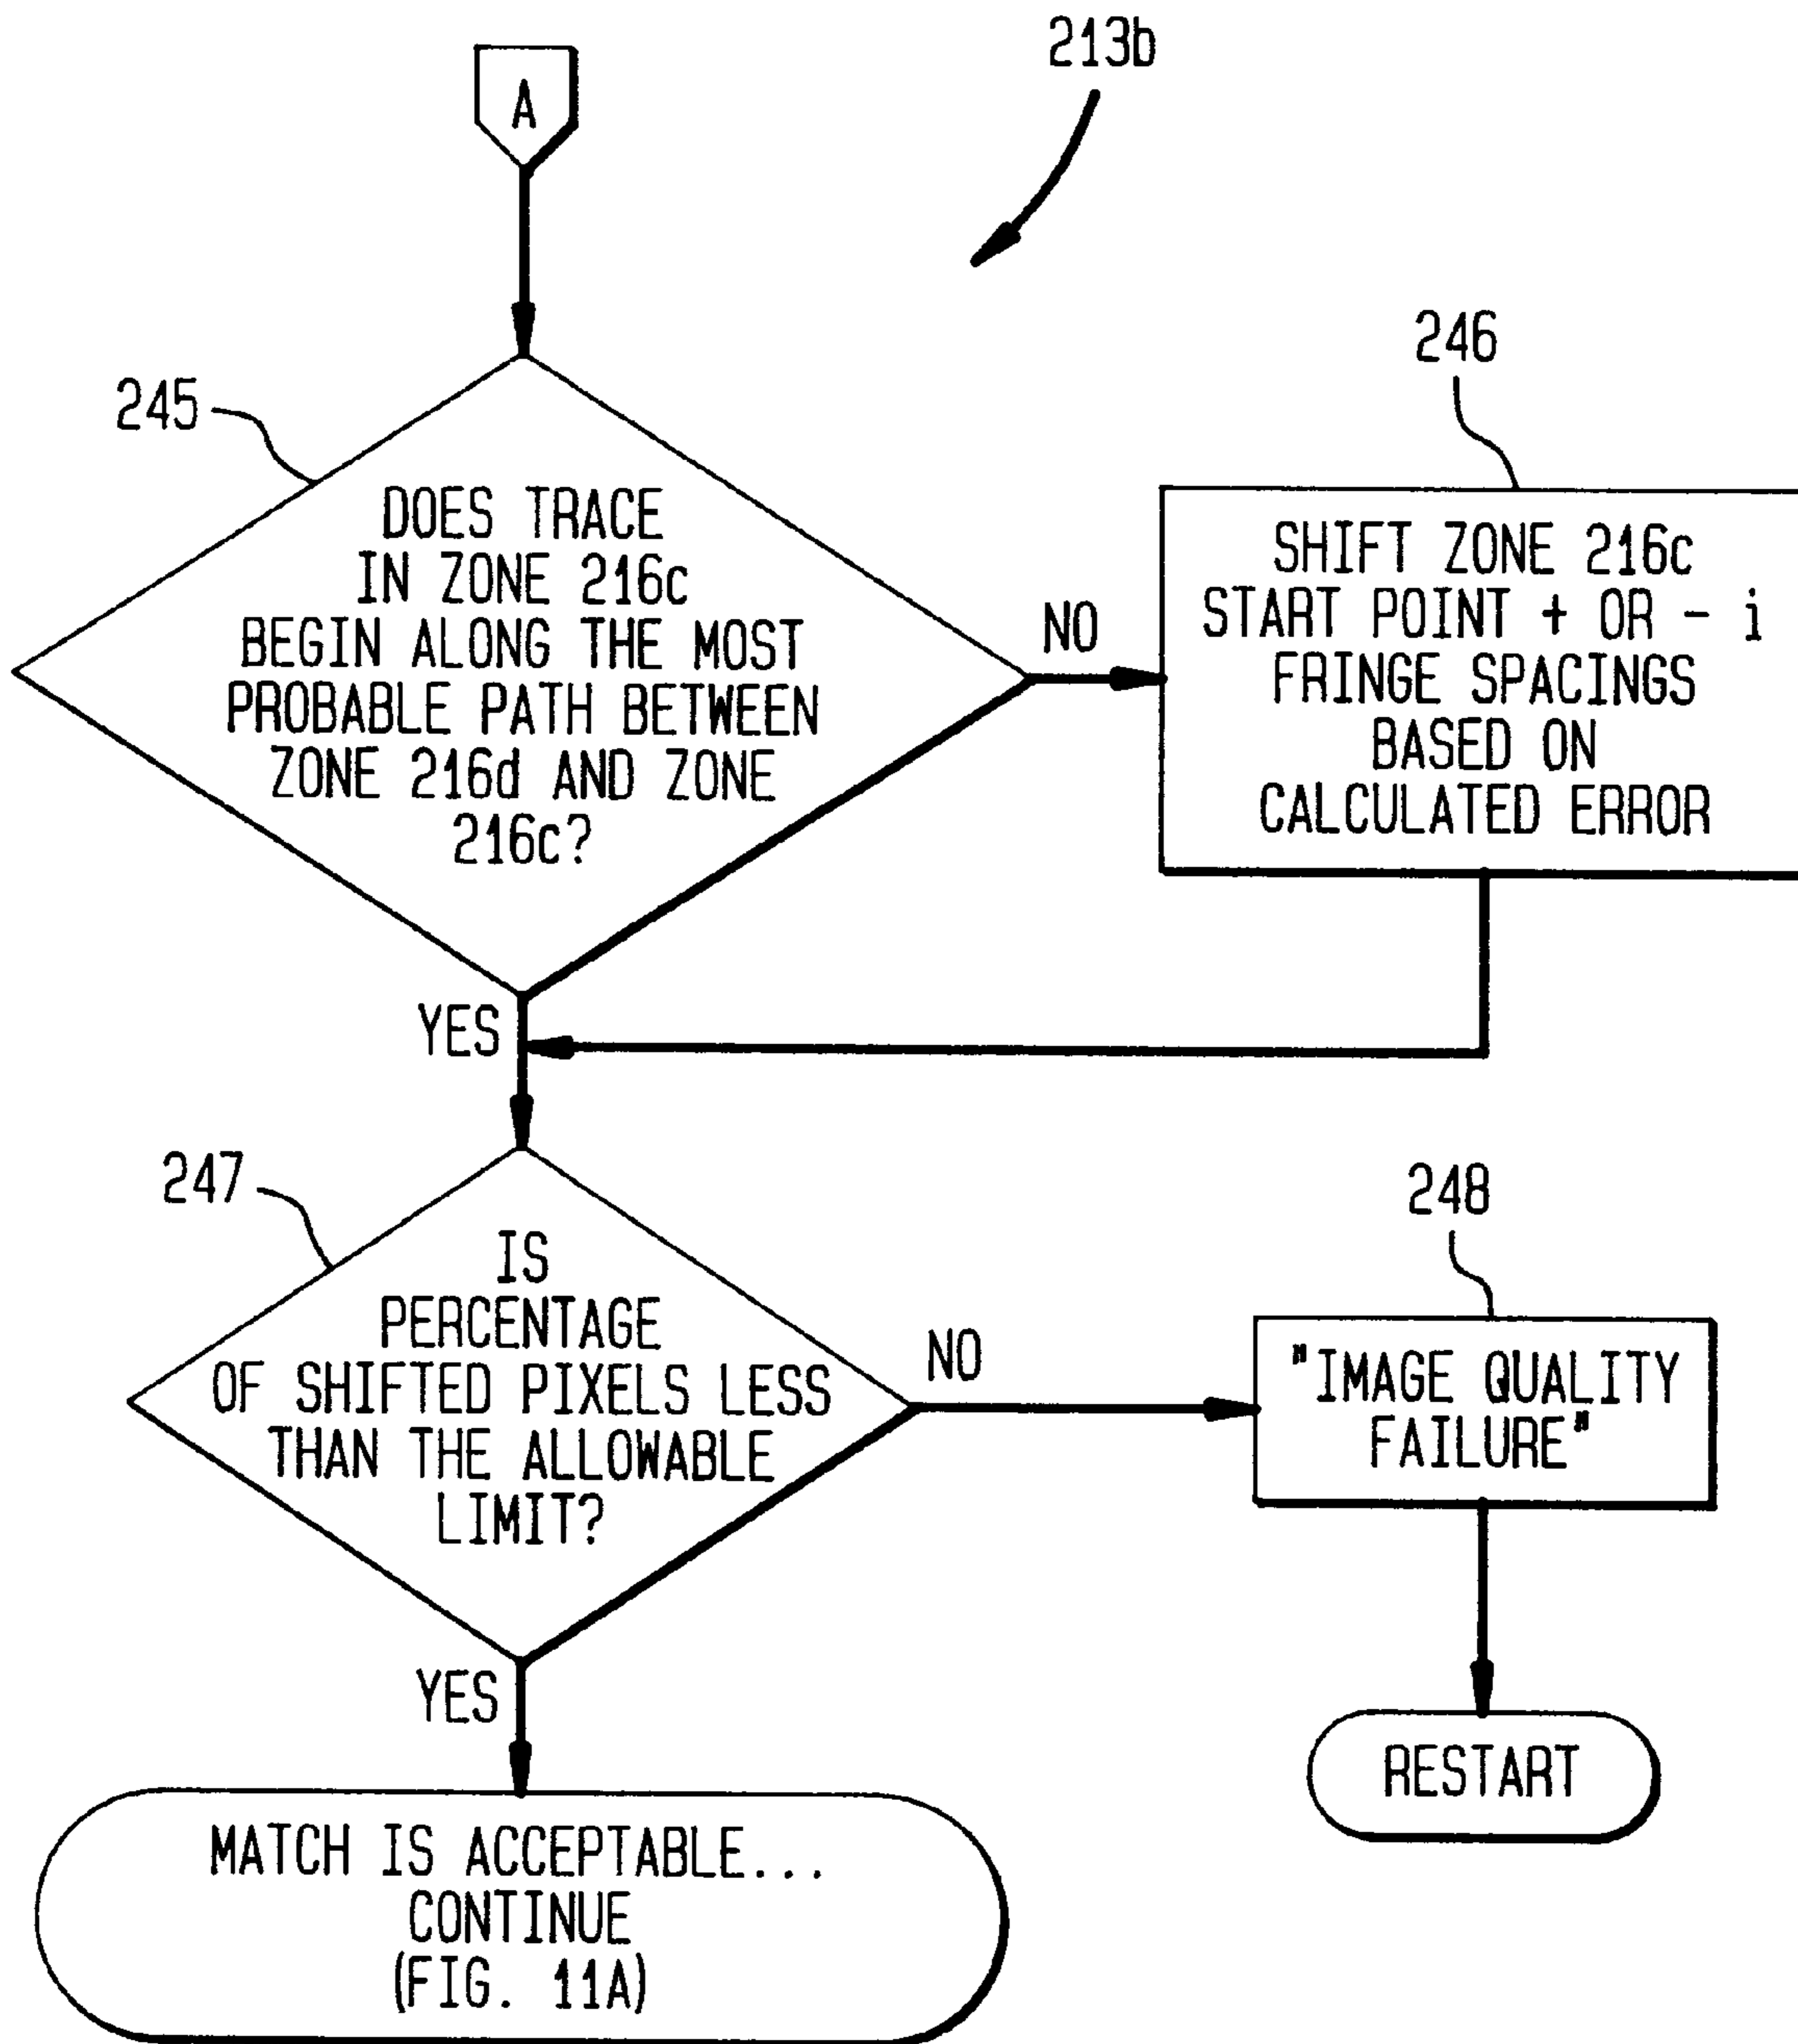 213b
A
245
DOES TRACE
IN ZONE 216c
BEGIN ALONG THE MOST
PROBABLE PATH BETWEEN
ZONE 216d AND ZONE
216c?
NO
246
SHIFT ZONE 216c
START POINT + OR - i
FRINGE SPACINGS
BASED ON
CALCULATED ERROR
YES
247
IS
PERCENTAGE
OF SHIFTED PIXELS LESS
THAN THE ALLOWABLE
LIMIT?
NO
248
"IMAGE QUALITY
FAILURE"
RESTART
YES
MATCH IS ACCEPTABLE...
CONTINUE
(FIG. 11A)